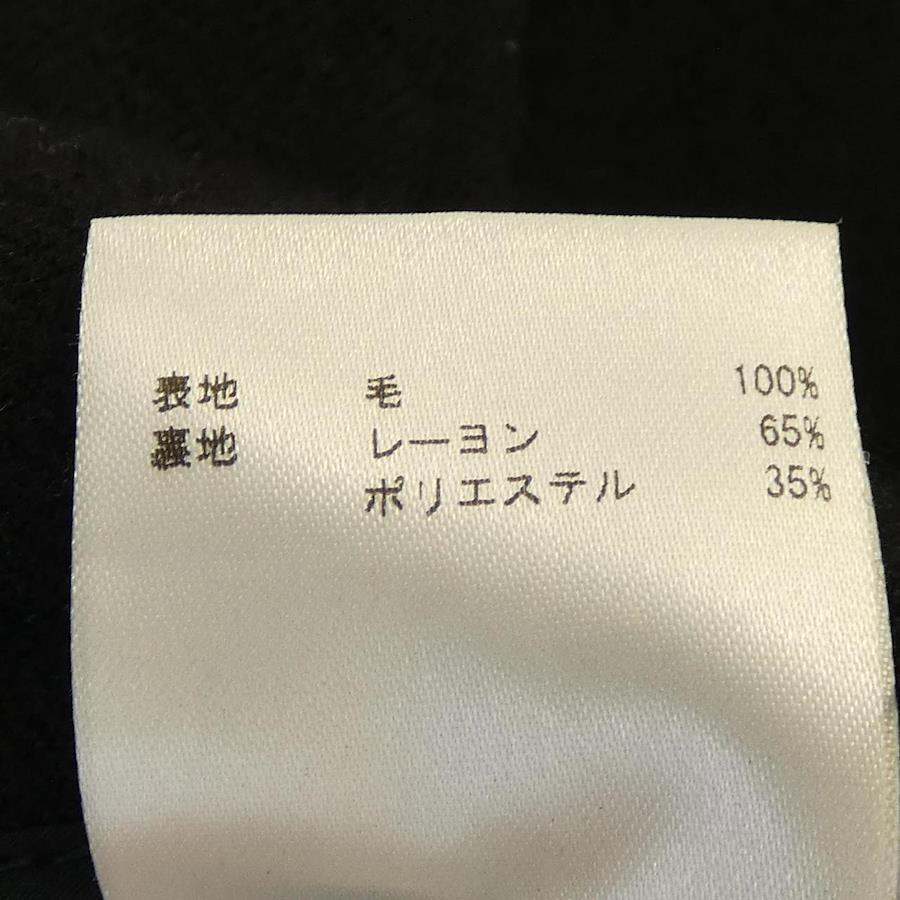 表地 毛 100%
裏地 レーヨン 65%
ポリエステル 35%